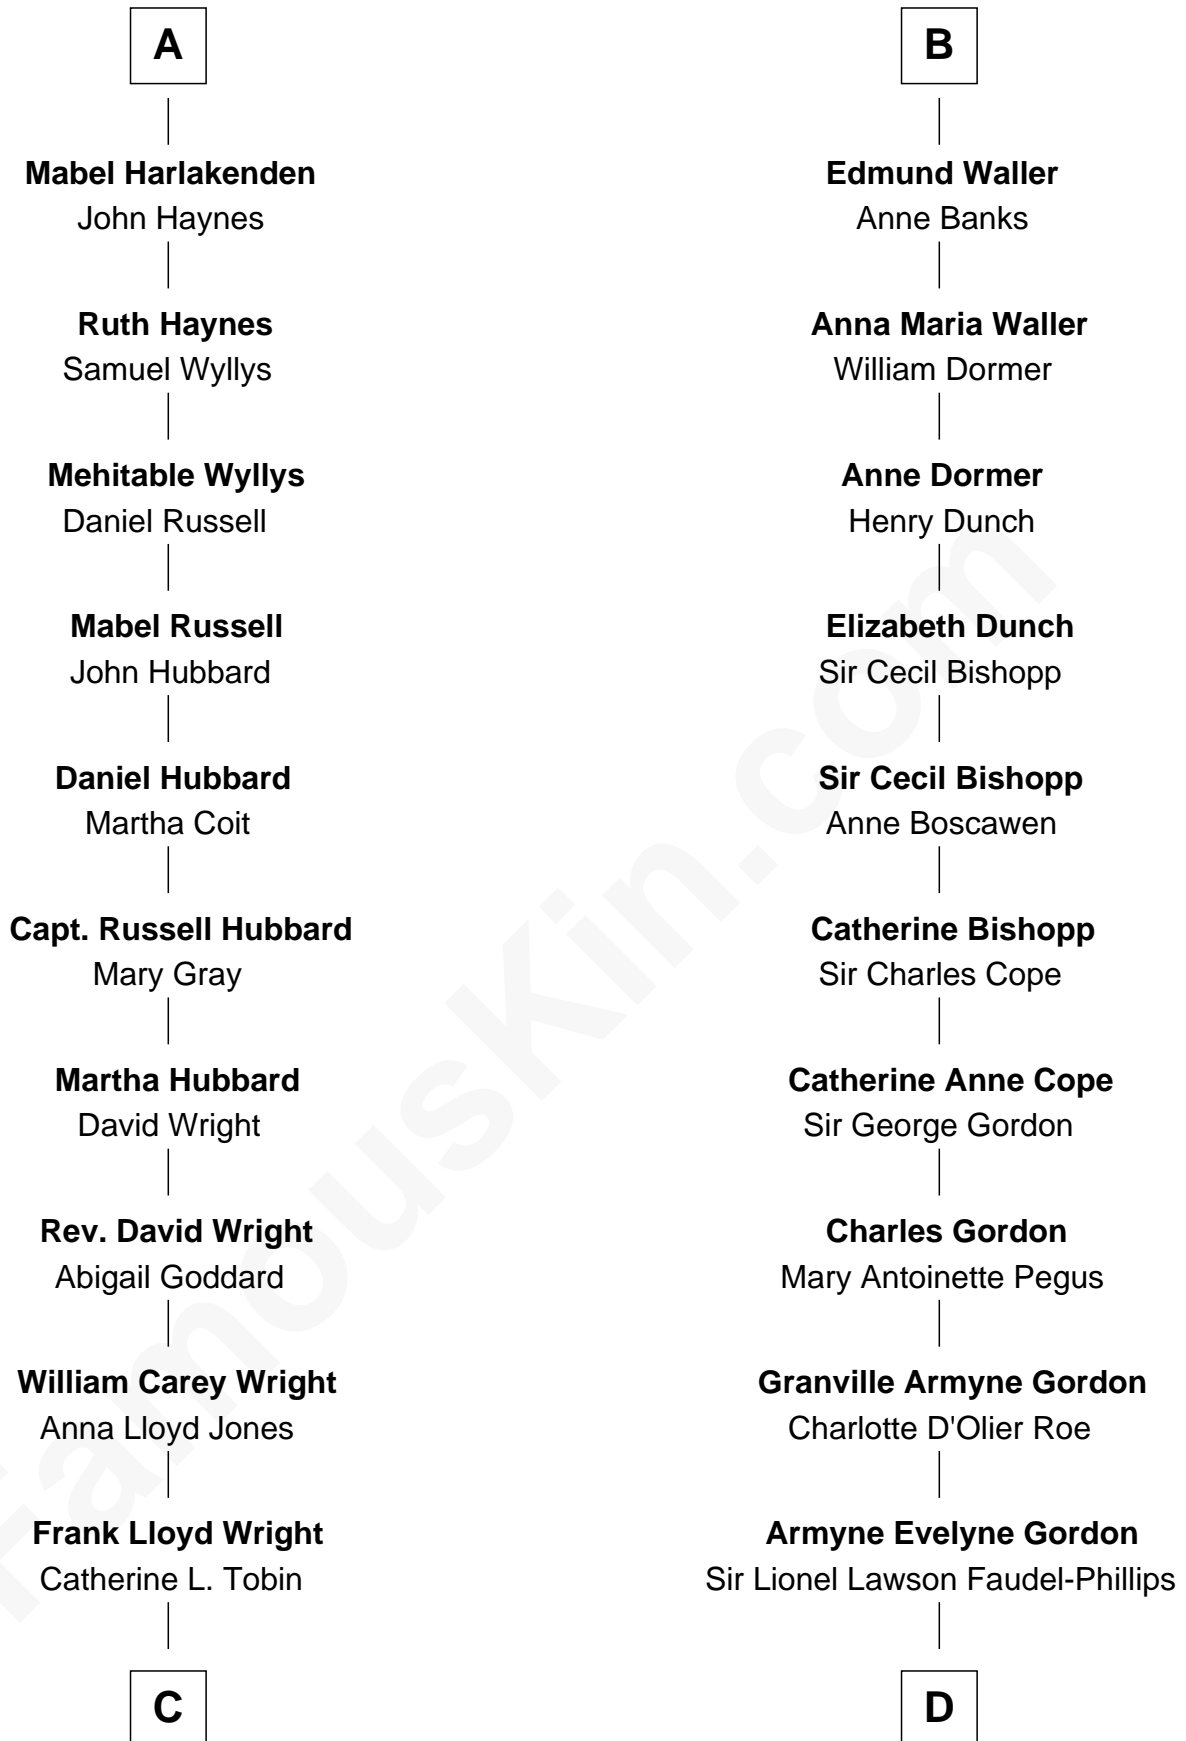 A
Mabel Harlakenden
John Haynes
Ruth Haynes
Samuel Wyllys
Mehitable Wyllys
Daniel Russell
Mabel Russell
John Hubbard
Daniel Hubbard
Martha Coit
Capt. Russell Hubbard
Mary Gray
Martha Hubbard
David Wright
Rev. David Wright
Abigail Goddard
William Carey Wright
Anna Lloyd Jones
Frank Lloyd Wright
Catherine L. Tobin
C
B
Edmund Waller
Anne Banks
Anna Maria Waller
William Dormer
Anne Dormer
Henry Dunch
Elizabeth Dunch
Sir Cecil Bishopp
Sir Cecil Bishopp
Anne Boscawen
Catherine Bishopp
Sir Charles Cope
Catherine Anne Cope
Sir George Gordon
Charles Gordon
Mary Antoinette Pegus
Granville Armyne Gordon
Charlotte D'Olier Roe
Armyne Evelyne Gordon
Sir Lionel Lawson Faudel-Phillips
D
FamousKin.com